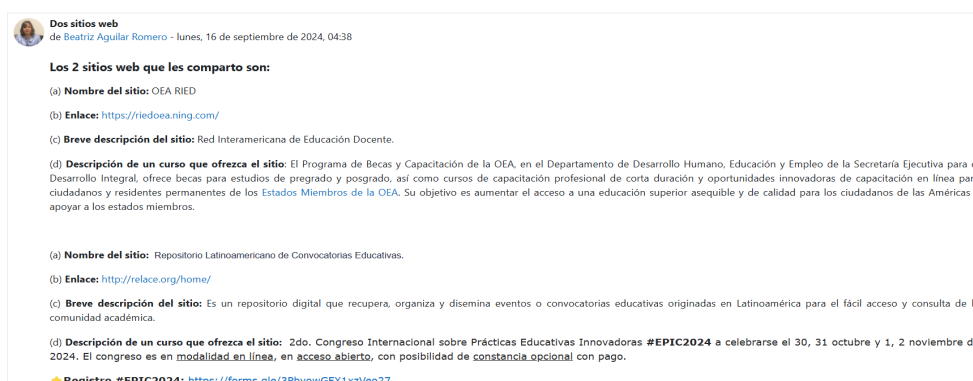 Dos sitios web
de Beatriz Aguilar Romero - lunes, 16 de septiembre de 2024, 04:38
Los 2 sitios web que les comparto son:
(a) Nombre del sitio: OEA RIED
(b) Enlace: https://riedoea.ning.com/
(c) Breve descripción del sitio: Red Interamericana de Educación Docente.
(d) Descripción de un curso que ofrezca el sitio: El Programa de Becas y Capacitación de la OEA, en el Departamento de Desarrollo Humano, Educación y Empleo de la Secretaría Ejecutiva para
Desarrollo Integral, ofrece becas para estudios de pregrado y posgrado, así como cursos de capacitación profesional de corta duración y oportunidades innovadoras de capacitación en línea
ciudadanos y residentes permanentes de los Estados Miembros de la OEA. Su objetivo es aumentar el acceso a una educación superior asequible y de calidad para los ciudadanos de las Américas
apoyar a los estados miembros.
(a) Nombre del sitio: Repositorio Latinoamericano de Convocatorias Educativas.
(b) Enlace: http://relace.org/home/
(c) Breve descripción del sitio: Es un repositorio digital que recupera, organiza y disemina eventos o convocatorias educativas originadas en Latinoamérica para el fácil acceso y consulta de
comunidad académica.
(d) Descripción de un curso que ofrezca el sitio: 2do. Congreso Internacional sobre Prácticas Educativas Innovadoras #EPIC2024 a celebrarse el 30, 31 octubre y 1, 2 noviembre
2024. El congreso es en modalidad en línea, en acceso abierto, con posibilidad de constancia opcional con pago.
Registro #EPIC2024: